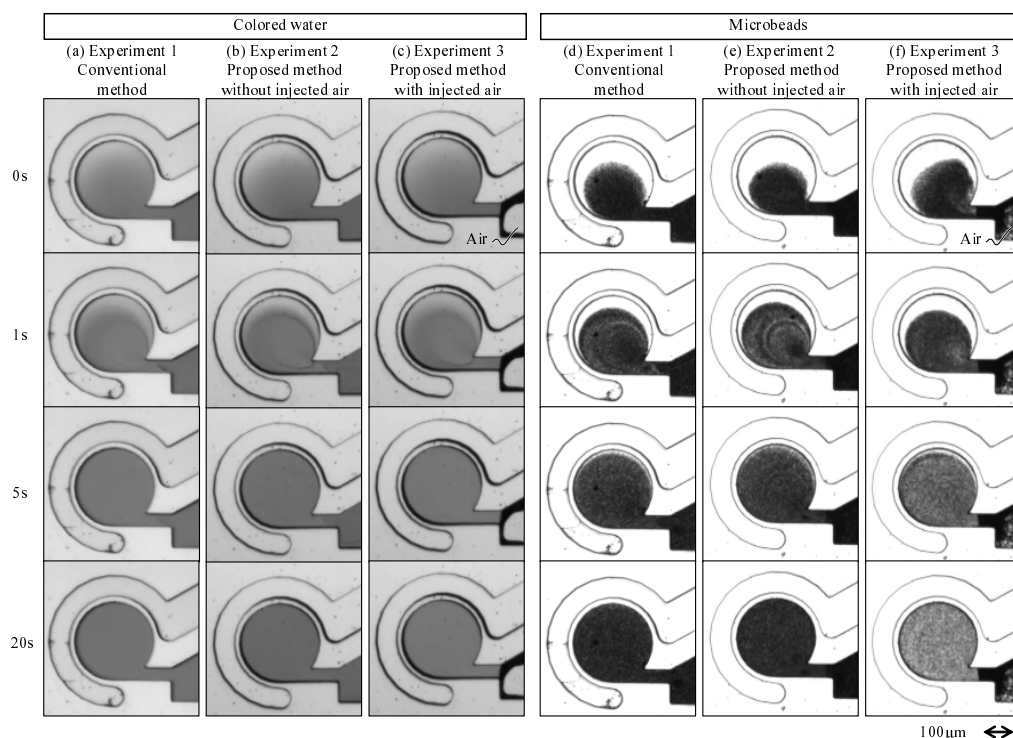 Colored water
Microbeads
(a) Experiment 1
Conventional
method
(b) Experiment 2
Proposed method
without injected air
(c) Experiment 3
Proposed method
with injected air
(d) Experiment 1
Conventional
method
(e) Experiment 2
Proposed method
without injected air
(f) Experiment 3
Proposed method
with injected air
0s
Air
Air
1s
5s
20s
100μm